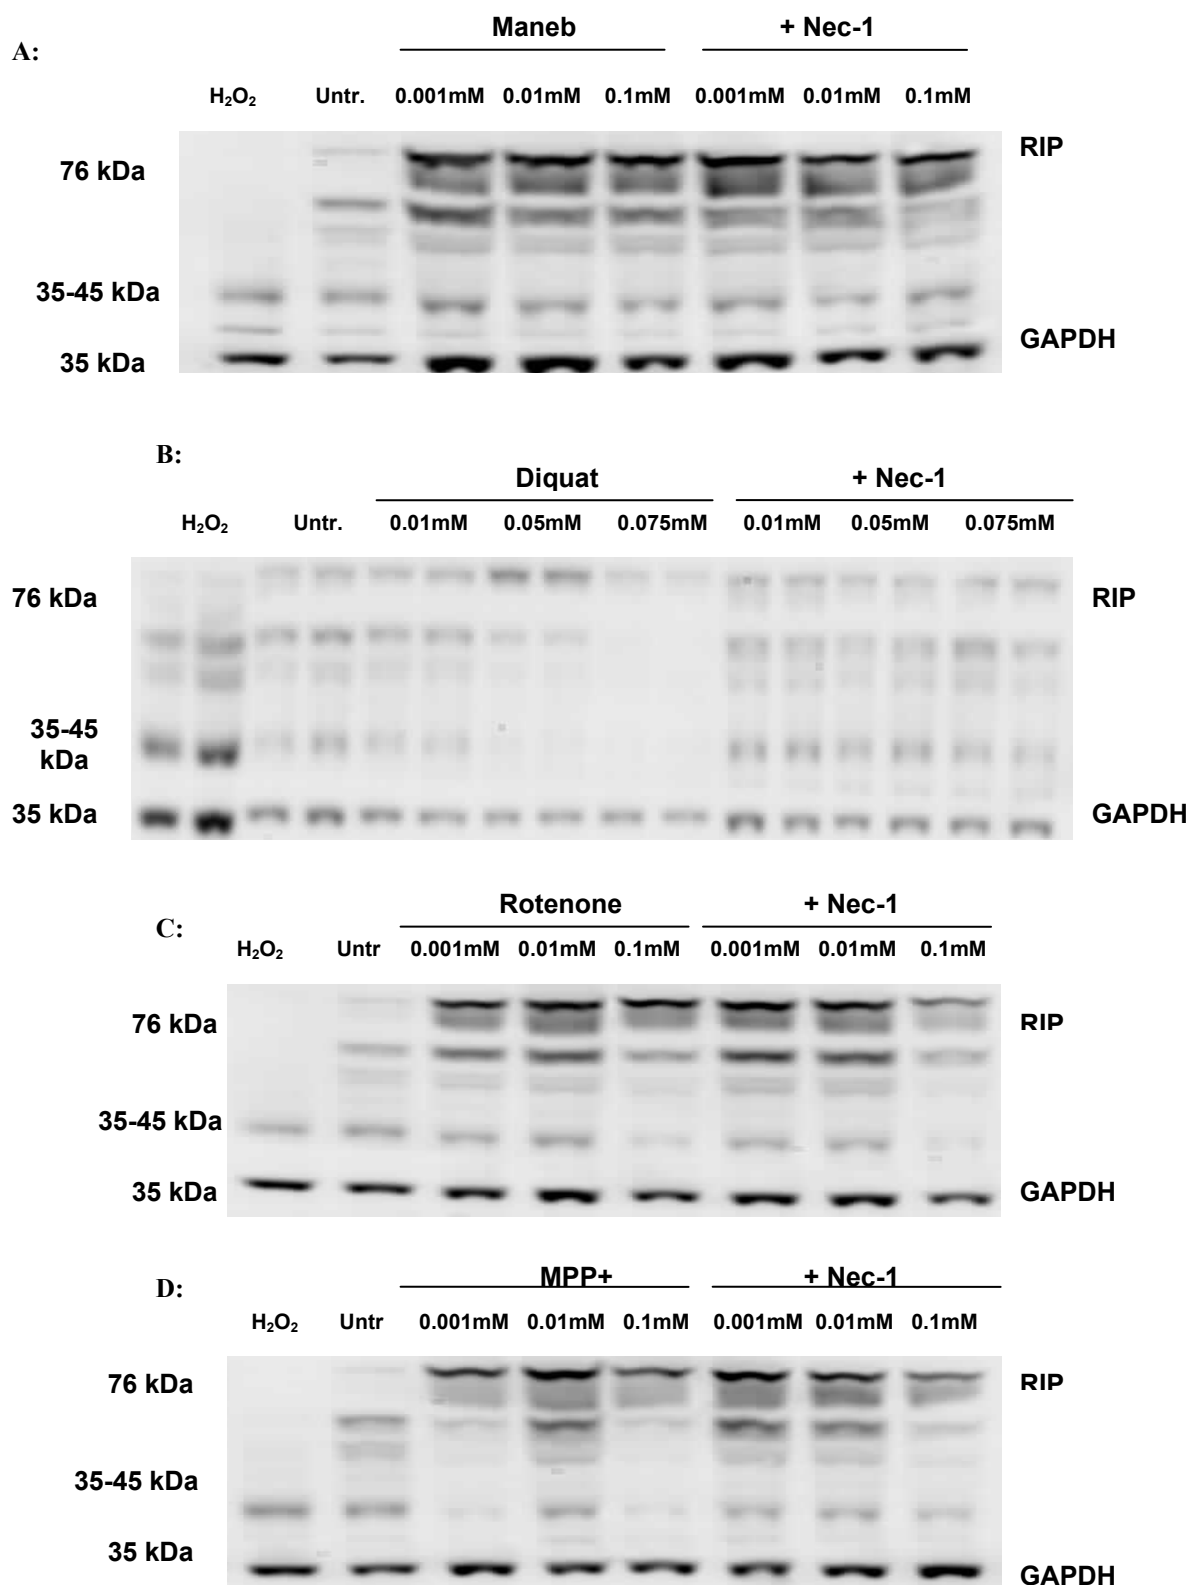 A:
Maneb + Nec-1
H₂O₂ Untr. 0.001mM 0.01mM 0.1mM 0.001mM 0.01mM 0.1mM
RIP
76 kDa
35-45 kDa
GAPDH
35 kDa
B:
Diquat + Nec-1
H₂O₂ Untr. 0.01mM 0.05mM 0.075mM 0.01mM 0.05mM 0.075mM
76 kDa RIP
35-45
kDa
35 kDa GAPDH
C:
Rotenone + Nec-1
H₂O₂ Untr 0.001mM 0.01mM 0.1mM 0.001mM 0.01mM 0.1mM
76 kDa RIP
35-45 kDa
35 kDa GAPDH
D:
MPP+ + Nec-1
H₂O₂ Untr 0.001mM 0.01mM 0.1mM 0.001mM 0.01mM 0.1mM
76 kDa RIP
35-45 kDa
35 kDa
GAPDH